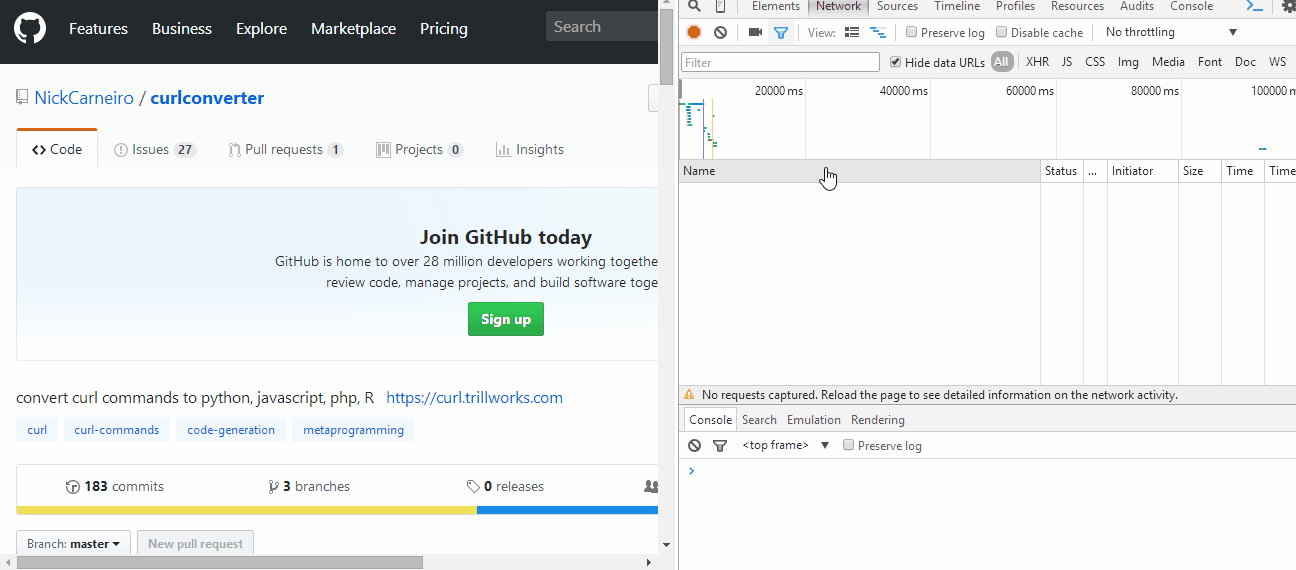 Features Business Explore Marketplace Pricing Search
NickCarneiro / curlconverter
Code Issues 27 Pull requests 1 Projects 0 Insights
Join GitHub today
GitHub is home to over 28 million developers working togethe
review code, manage projects, and build software toge
Sign up
convert curl commands to python, javascript, php, R https://curl.trillworks.com
curl curl-commands code-generation metaprogramming
183 commits 3 branches 0 releases
Branch: master New pull request
Elements Network Sources Timeline Profiles Resources Audits Console
View: Preserve log Disable cache No throttling
Filter Hide data URLs All XHR JS CSS Img Media Font Doc WS
20000 ms 40000 ms 60000 ms 80000 ms 100000 m
Name Status ... Initiator Size Time Time
No requests captured. Reload the page to see detailed information on the network activity.
Console Search Emulation Rendering
<top frame> ▼ Preserve log
>